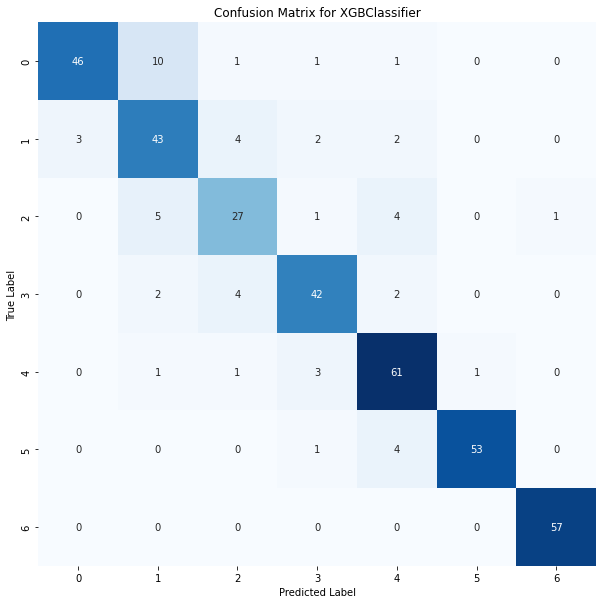 Confusion Matrix for XGBClassifier
True Label
0 46 10 1 1 1 0 0
1 3 43 4 2 2 0 0
2 0 5 27 1 4 0 1
3 0 2 4 42 2 0 0
4 0 1 1 3 61 1 0
5 0 0 0 1 4 53 0
6 0 0 0 0 0 0 57
0 1 2 3 4 5 6
Predicted Label